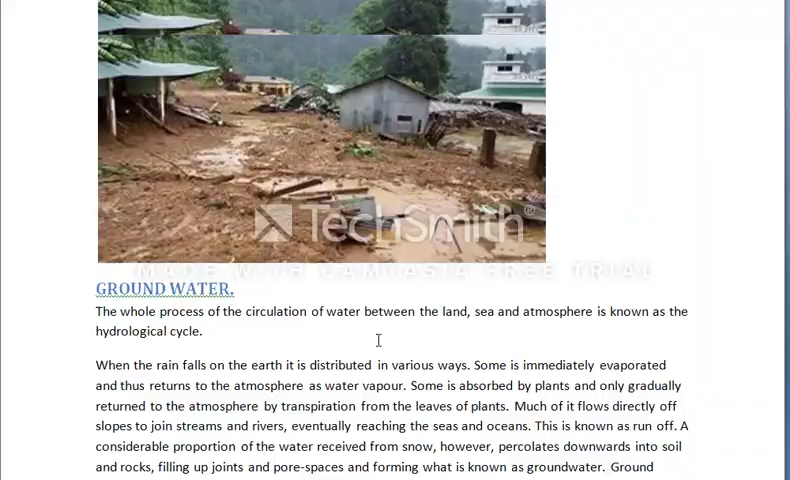 TechSmith
MADE WITH CAMTASIA FREE TRIAL
GROUND WATER.
The whole process of the circulation of water between the land, sea and atmosphere is known as the
hydrological cycle.
When the rain falls on the earth it is distributed in various ways. Some is immediately evaporated
and thus returns to the atmosphere as water vapour. Some is absorbed by plants and only gradually
returned to the atmosphere by transpiration from the leaves of plants. Much of it flows directly off
slopes to join streams and rivers, eventually reaching the seas and oceans. This is known as run off. A
considerable proportion of the water received from snow, however, percolates downwards into soil
and rocks, filling up joints and pore-spaces and forming what is known as groundwater. Ground